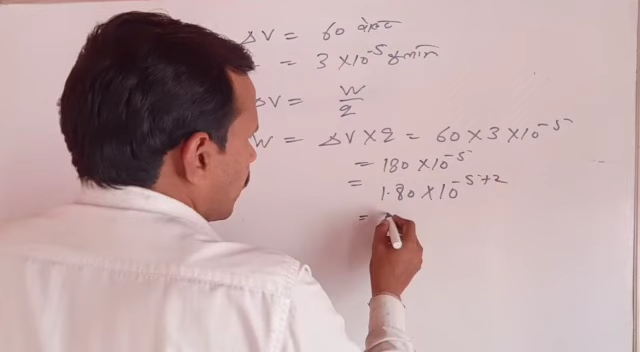 ΔV = 60 वोल्ट
= 3 × 10⁻⁵ कूलॉम
ΔV = W/q
W = ΔV × q = 60 × 3 × 10⁻⁵
= 180 × 10⁻⁵
= 1.80 × 10⁻⁵⁺²
=